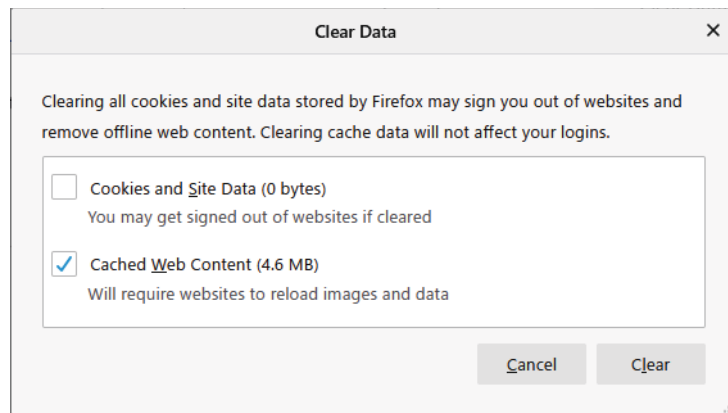 Clear Data
Clearing all cookies and site data stored by Firefox may sign you out of websites and
remove offline web content. Clearing cache data will not affect your logins.
Cookies and Site Data (0 bytes)
You may get signed out of websites if cleared
Cached Web Content (4.6 MB)
Will require websites to reload images and data
Cancel
Clear